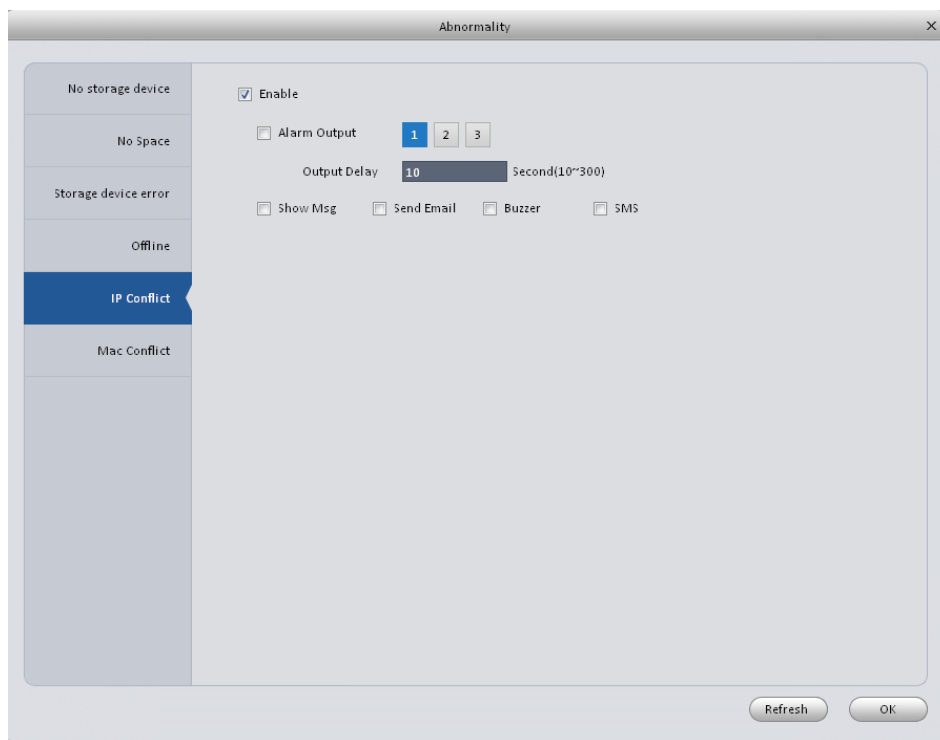 Abnormality
No storage device
No Space
Storage device error
Offline
IP Conflict
Mac Conflict
Enable
Alarm Output 1 2 3
Output Delay 10 Second(10~300)
Show Msg Send Email Buzzer SMS
Refresh OK